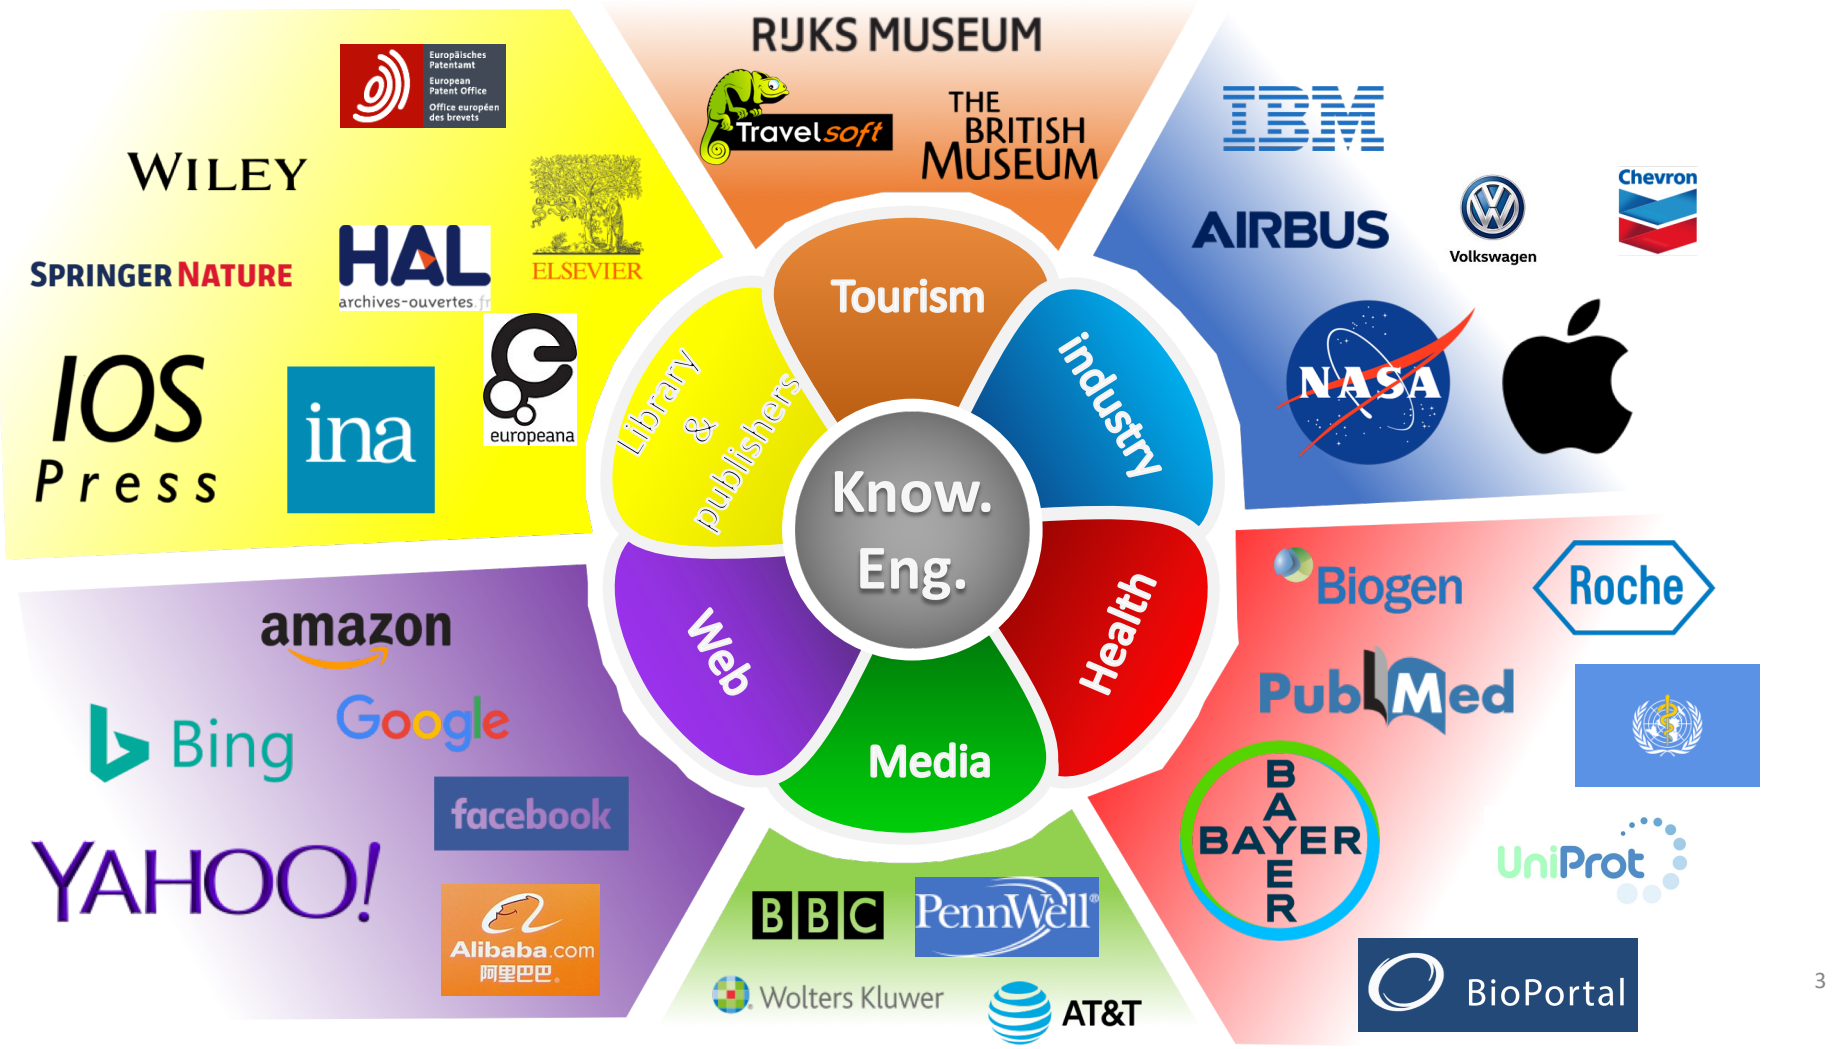 RIJKS MUSEUM
Travelsoft
THE
BRITISH
MUSEUM
Europäisches
Patentamt
European
Patent Office
Office européen
des brevets
WILEY
ELSEVIER
HAL
archives-ouvertes.fr
SPRINGER NATURE
IOS
Press
ina
europeana
IBM
AIRBUS
Volkswagen
Chevron
NASA
Tourism
industry
Health
Media
Web
Library
&
publishers
Know.
Eng.
amazon
Bing
Google
facebook
YAHOO!
Alibaba.com
阿里巴巴®
BBC
PennWell®
Wolters Kluwer
AT&T
Biogen
Roche
PubMed
BAYER
BAYER
UniProt
BioPortal
3